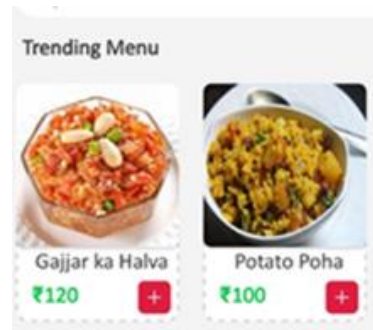 Trending Menu
Gajjar ka Halva
Potato Poha
₹120
+
₹100
+